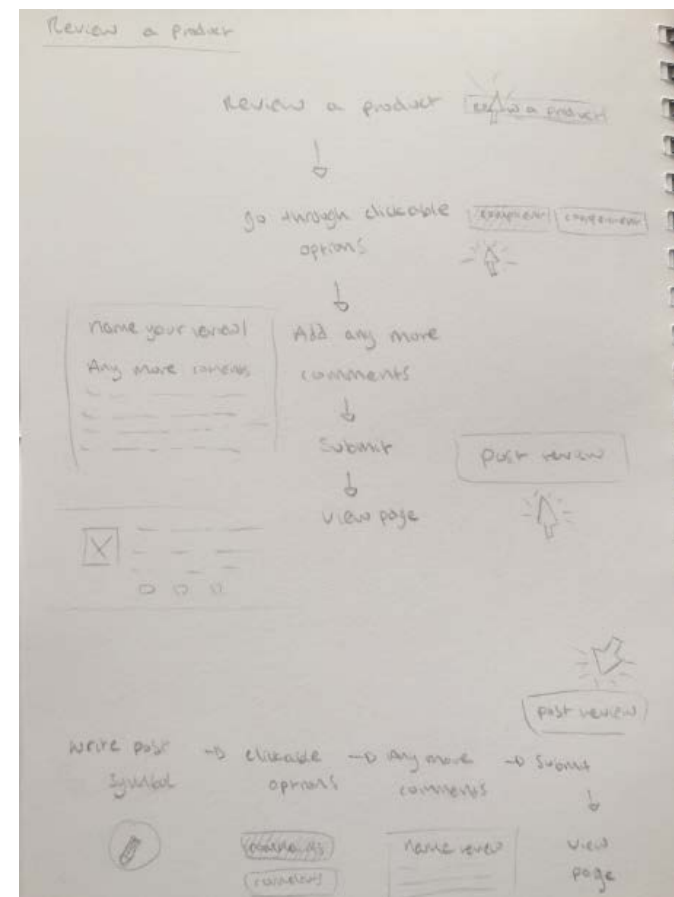 Review a product
Review a product
review a product
go through clickable
options
Add any more
comments
name your review
Any more comments
Submit
post review
view page
post review
write post
symbol
-> clickable
options
-> Any more
comments
-> Submit
name review
view
page